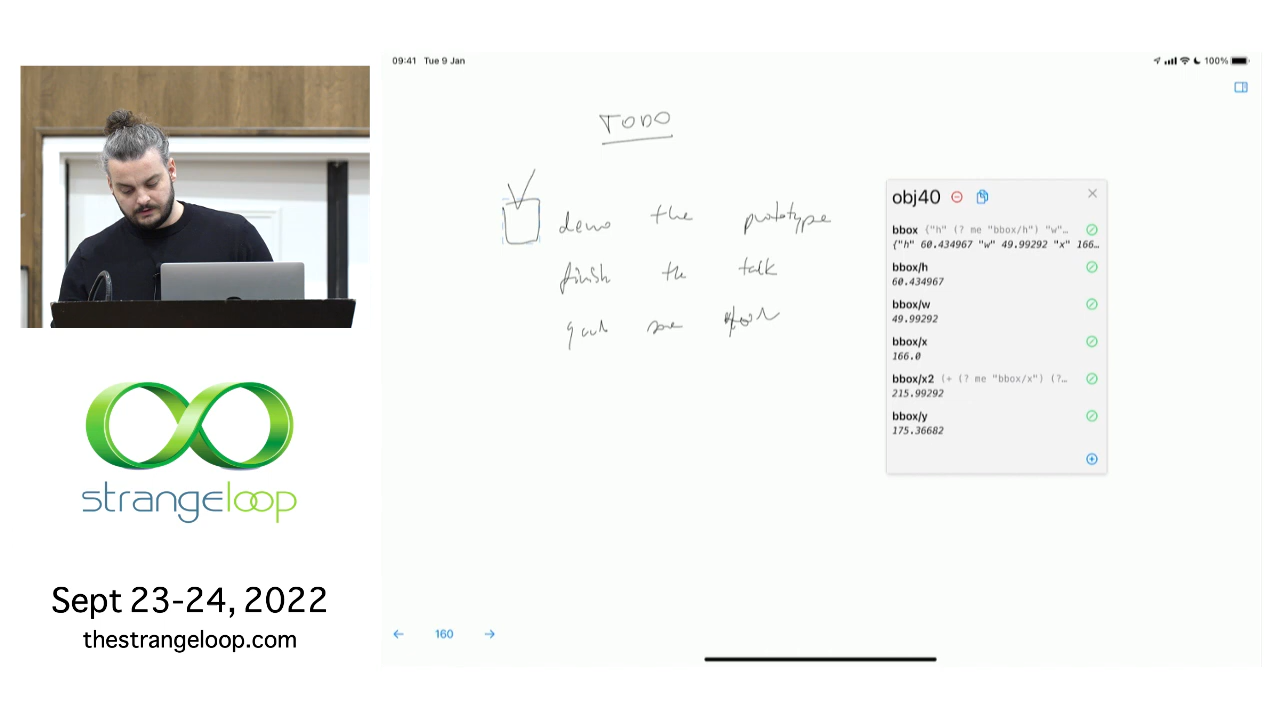 09:41 Tue 9 Jan
100%
TODO
demo the prototype
finish the talk
some
obj40
bbox {"h" (? me "bbox/h") "w"…
{"h" 60.434967 "w" 49.99292 "x" 166…
bbox/h
60.434967
bbox/w
49.99292
bbox/x
166.0
bbox/x2 (+ (? me "bbox/x") (?…
215.99292
bbox/y
175.36682
160
strangeloop
Sept 23-24, 2022
thestrangeloop.com